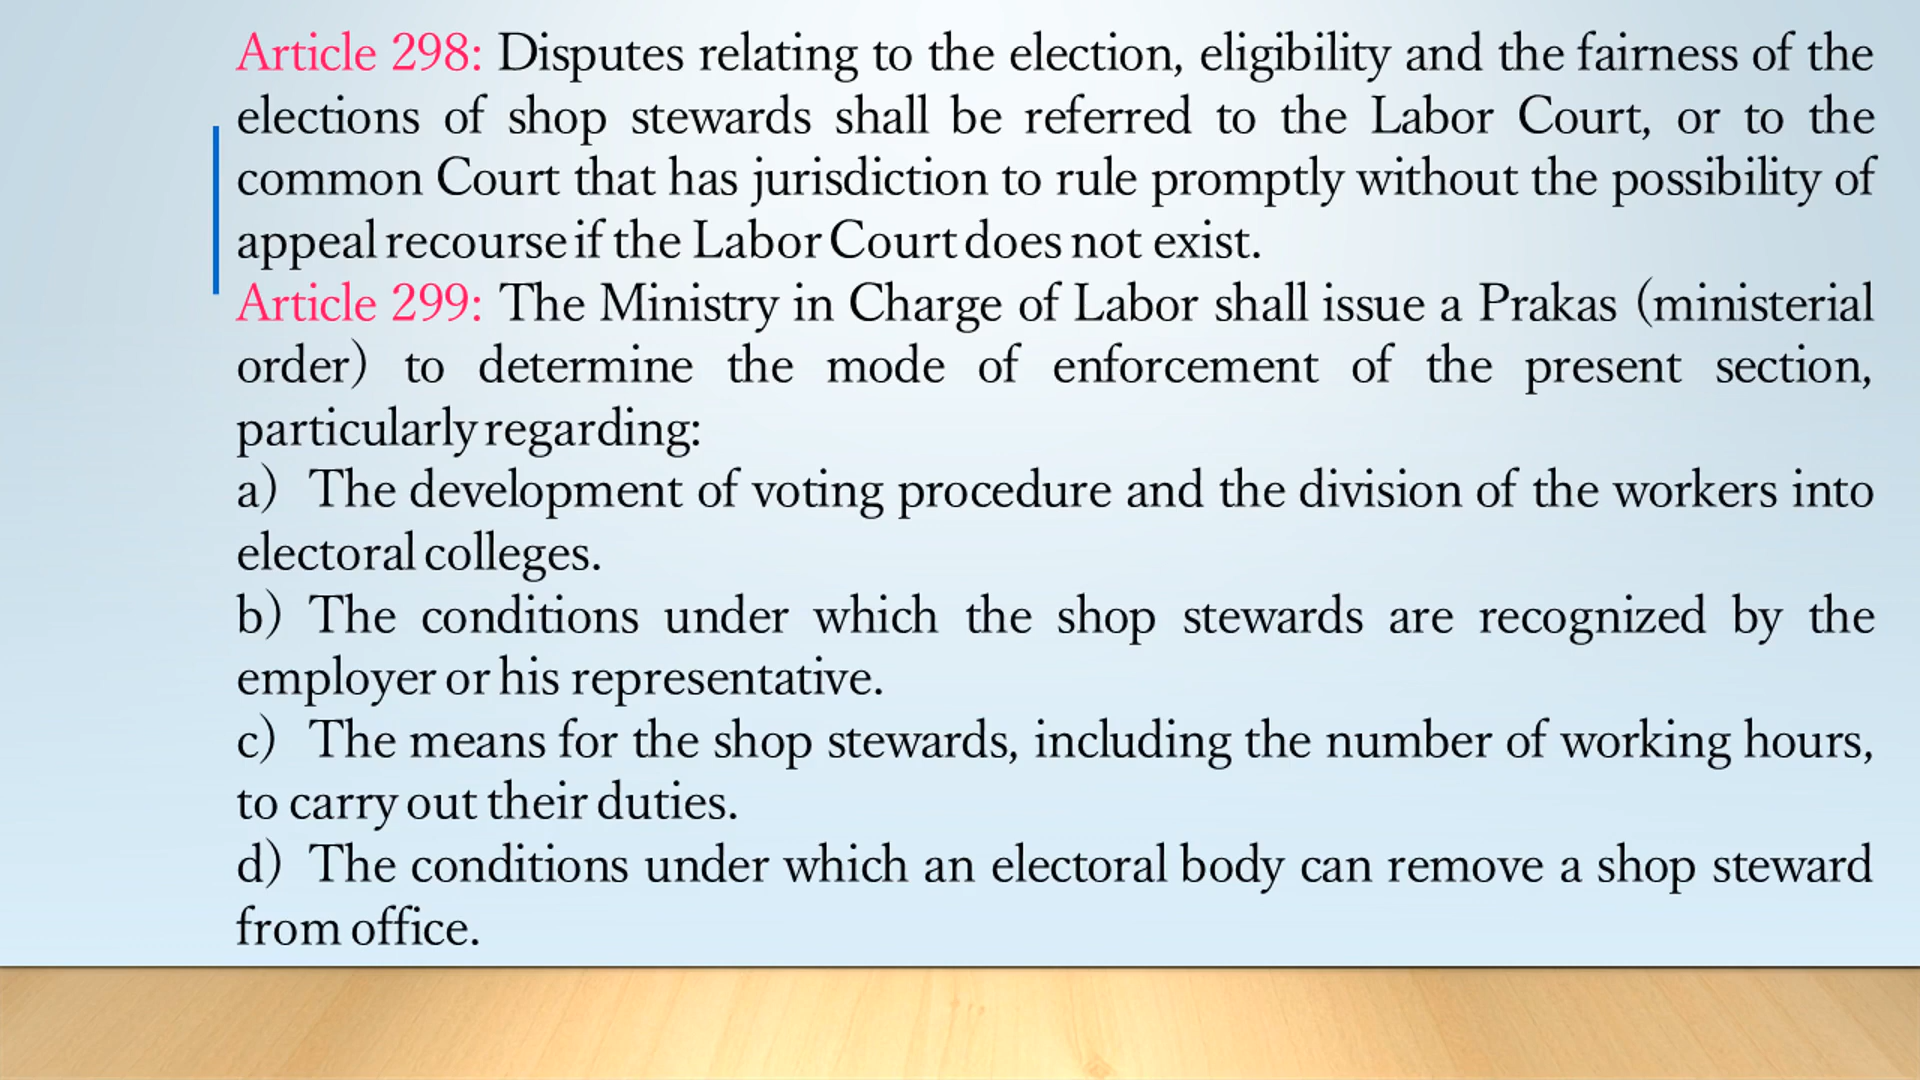 Article 298: Disputes relating to the election, eligibility and the fairness of the
elections of shop stewards shall be referred to the Labor Court, or to the
common Court that has jurisdiction to rule promptly without the possibility of
appeal recourse if the Labor Court does not exist.
Article 299: The Ministry in Charge of Labor shall issue a Prakas (ministerial
order) to determine the mode of enforcement of the present section,
particularly regarding:
a) The development of voting procedure and the division of the workers into
electoral colleges.
b) The conditions under which the shop stewards are recognized by the
employer or his representative.
c) The means for the shop stewards, including the number of working hours,
to carry out their duties.
d) The conditions under which an electoral body can remove a shop steward
from office.